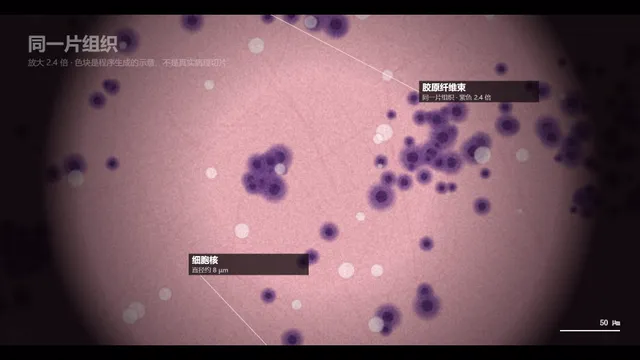 同一片组织
放大 2.4 倍 · 色块是程序生成的示意，不是真实病理切片
胶原纤维束
同一片组织 · 紫色 2.4 倍
细胞核
直径约 8 μm
50 μm